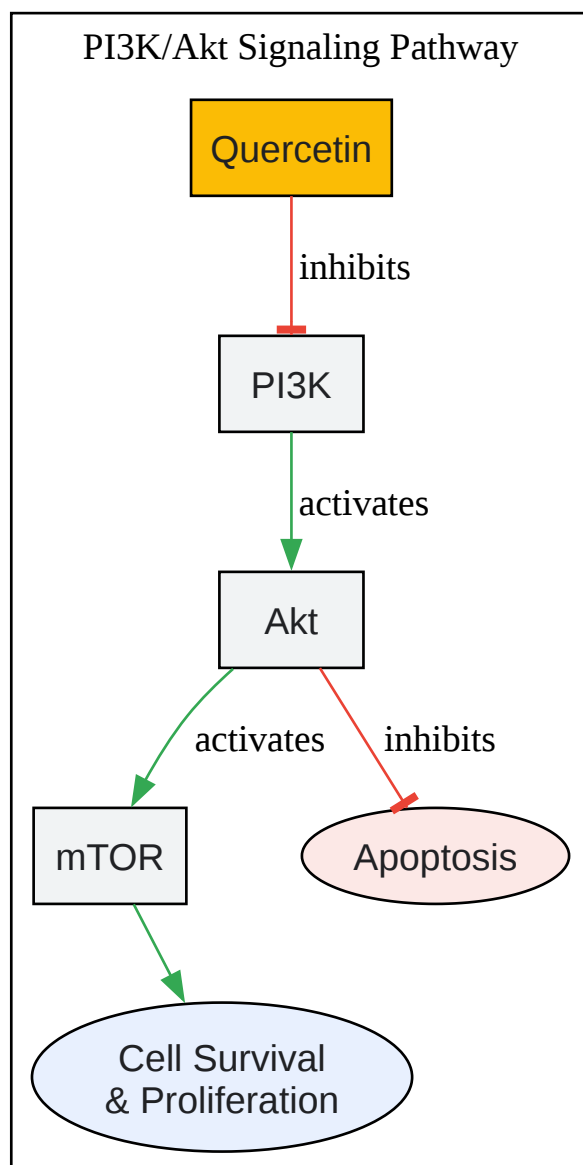 PI3K/Akt Signaling Pathway
Quercetin
inhibits
PI3K
activates
Akt
activates
inhibits
mTOR
Apoptosis
Cell Survival
& Proliferation